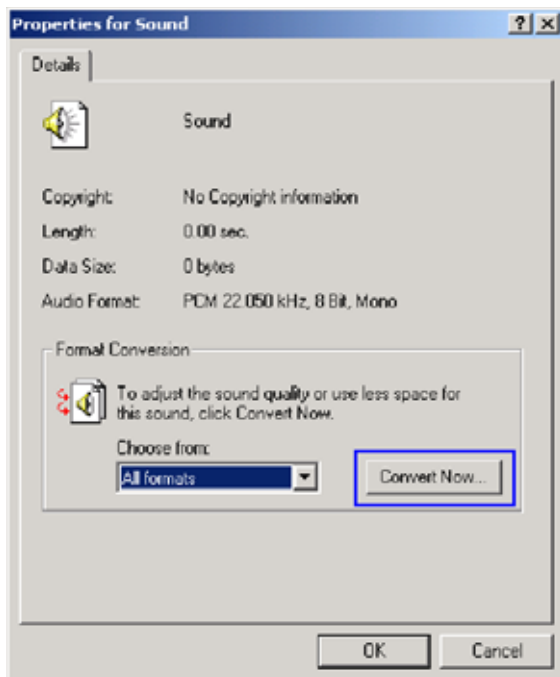 Properties for Sound
Details
Sound
Copyright: No Copyright information
Length: 0.00 sec.
Data Size: 0 bytes
Audio Format: PCM 22.050 kHz, 8 Bit, Mono
Format Conversion
To adjust the sound quality or use less space for
this sound, click Convert Now.
Choose from:
All formats
Convert Now...
OK Cancel